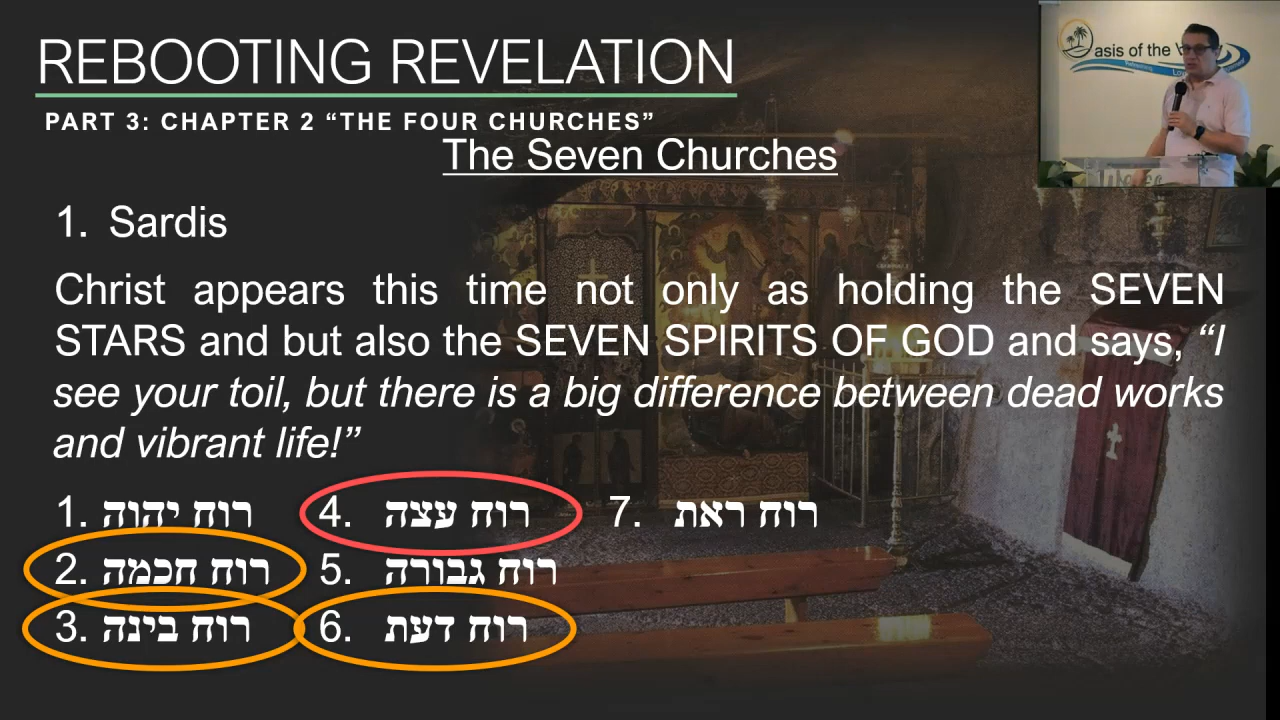 REBOOTING REVELATION
PART 3: CHAPTER 2 “THE FOUR CHURCHES”
The Seven Churches
1. Sardis
Christ appears this time not only as holding the SEVEN
STARS and but also the SEVEN SPIRITS OF GOD and says, “I
see your toil, but there is a big difference between dead works
and vibrant life!”
1. רוח יהוה
2. רוח חכמה
3. רוח בינה
4. רוח עצה
5. רוח גבורה
6. רוח דעת
7. רוח ראת
asis of the